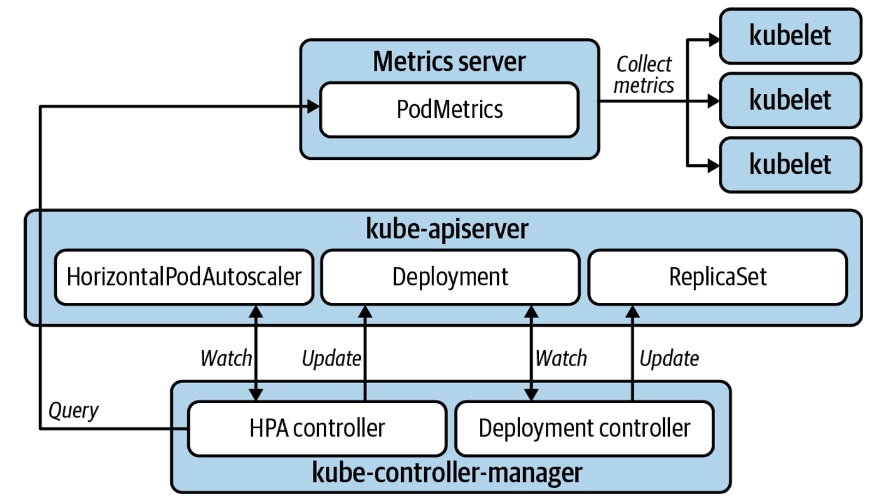 kubelet
Metrics server
Collect
metrics
PodMetrics
kubelet
kubelet
kube-apiserver
HorizontalPodAutoscaler
Deployment
ReplicaSet
Watch
Update
Watch
Update
Query
HPA controller
Deployment controller
kube-controller-manager